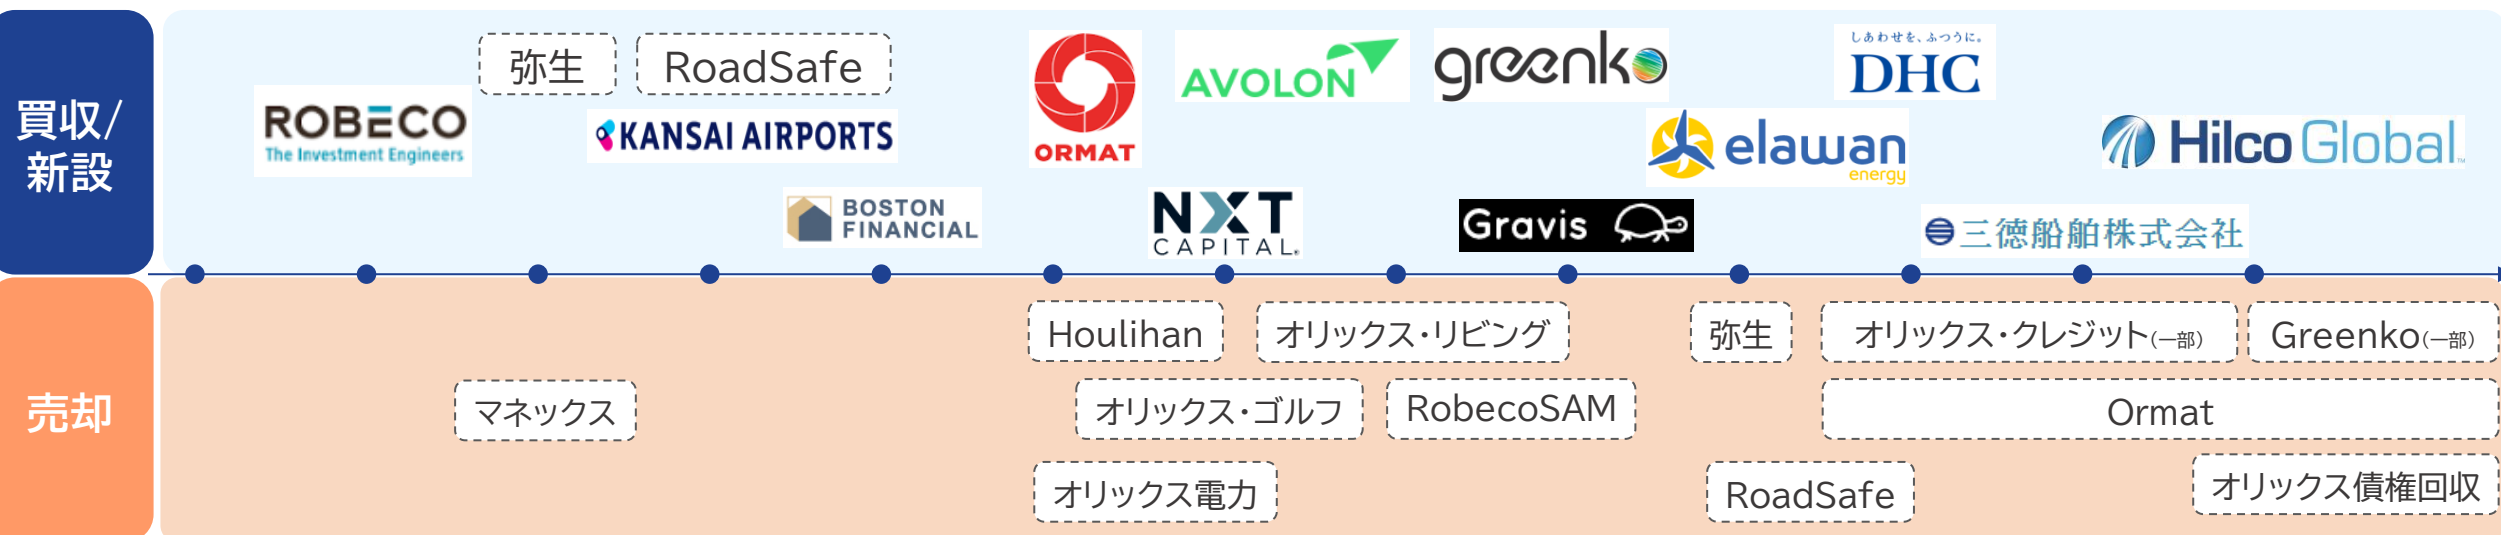 買収/
新設
弥生
RoadSafe
ROBECO
The Investment Engineers
KANSAI AIRPORTS
BOSTON
FINANCIAL
ORMAT
AVOLON
NXT
CAPITAL®
greenko
Gravis
elawan
energy
しあわせを、ふつうに。
DHC
三徳船舶株式会社
Hilco Global™
売却
Houlihan
オリックス・リビング
弥生
オリックス・クレジット(一部)
Greenko(一部)
マネックス
オリックス・ゴルフ
RobecoSAM
Ormat
オリックス電力
RoadSafe
オリックス債権回収